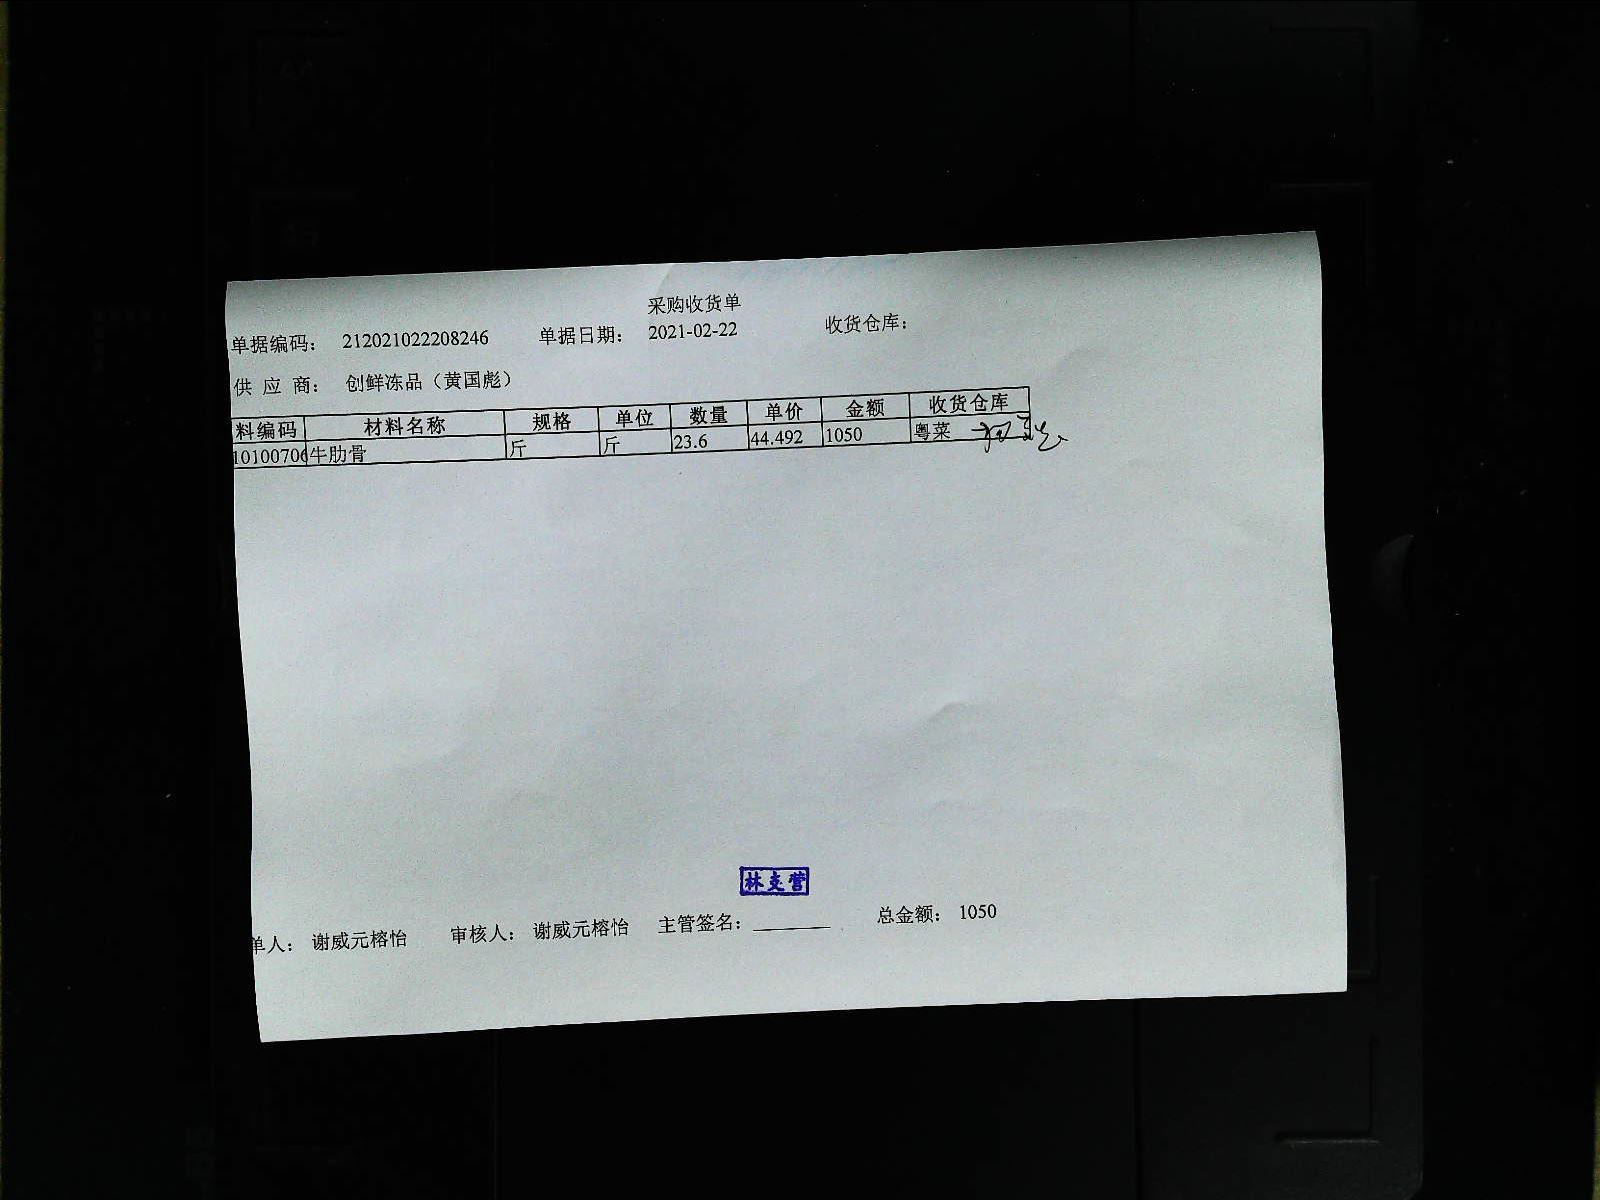 采购收货单
单据编码： 212021022208246 单据日期： 2021-02-22 收货仓库：
供 应 商： 创鲜冻品（黄国彪）
料编码 材料名称 规格 单位 数量 单价 金额 收货仓库
10100706 牛肋骨 斤 斤 23.6 44.492 1050 粤菜
林支营
单人： 谢威元榕怡 审核人： 谢威元榕怡 主管签名： 总金额： 1050